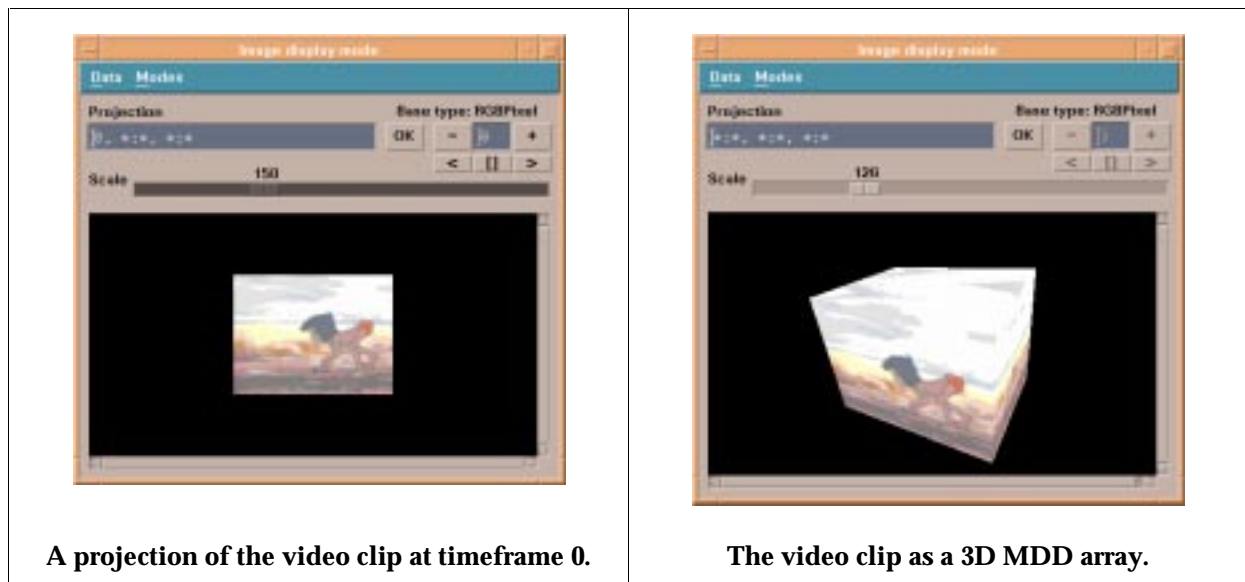 Image display mode
Data Modes
Projection
Base type: RGBPixel
0, *:*, *:*
OK
-
0
+
< [] >
Scale
150
A projection of the video clip at timeframe 0.
Image display mode
Data Modes
Projection
Base type: RGBPixel
*:*, *:*, *:*
OK
-
+
< [] >
Scale
126
The video clip as a 3D MDD array.